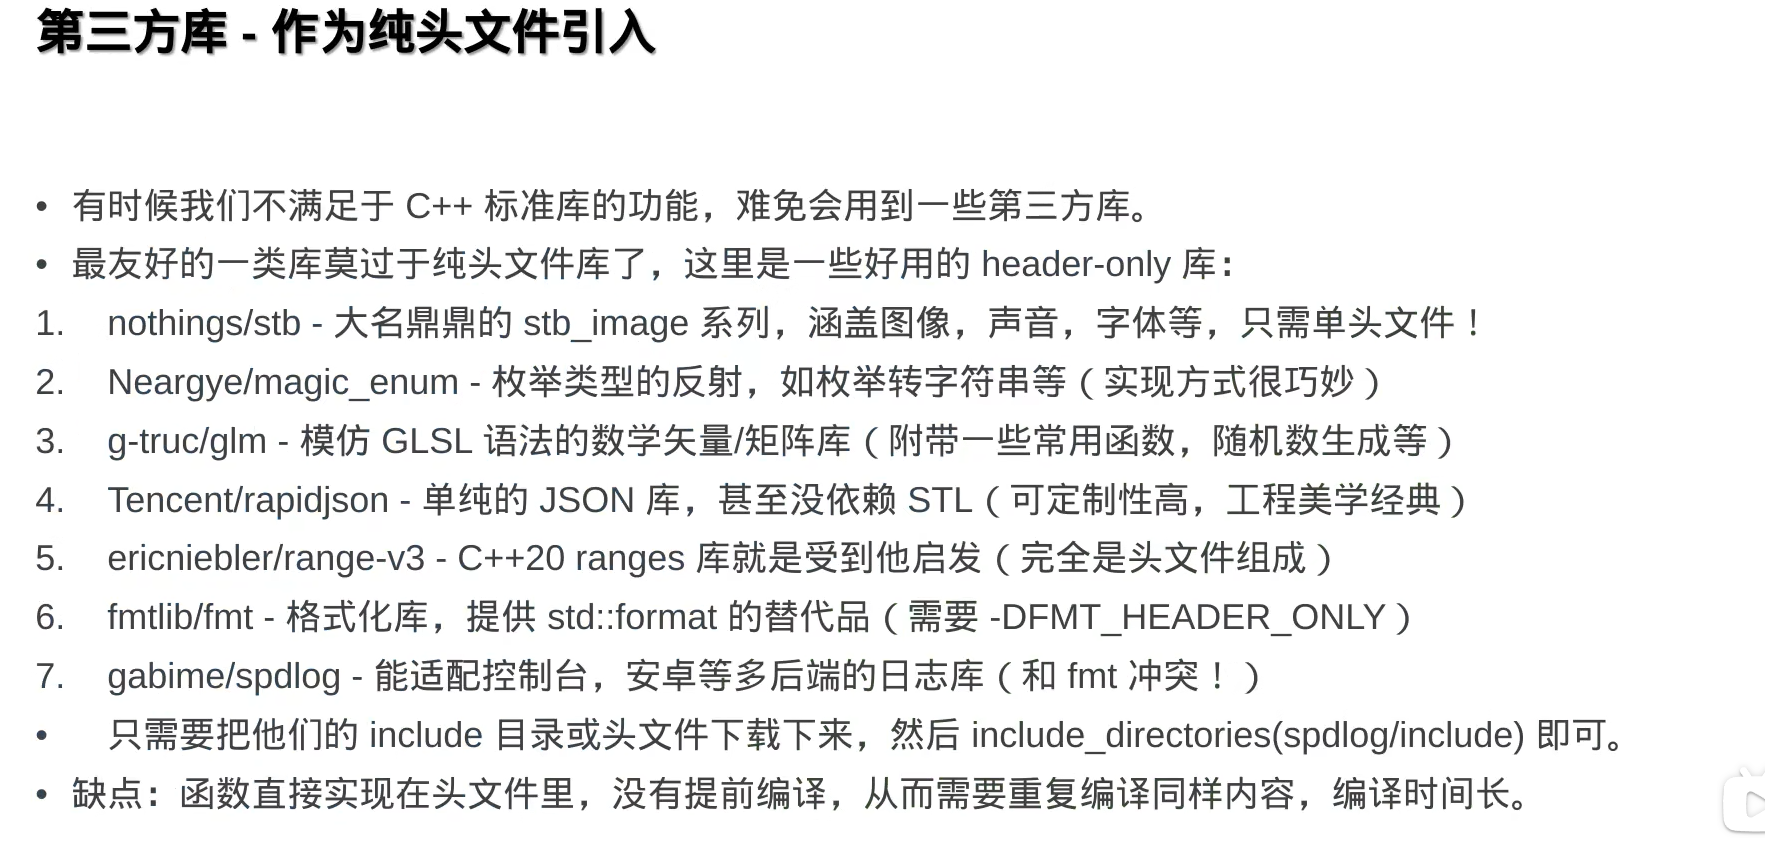 第三方库 - 作为纯头文件引入
• 有时候我们不满足于 C++ 标准库的功能，难免会用到一些第三方库。
• 最友好的一类库莫过于纯头文件库了，这里是一些好用的 header-only 库：
1. nothings/stb - 大名鼎鼎的 stb_image 系列，涵盖图像，声音，字体等，只需单头文件！
2. Neargye/magic_enum - 枚举类型的反射，如枚举转字符串等（实现方式很巧妙）
3. g-truc/glm - 模仿 GLSL 语法的数学矢量/矩阵库（附带一些常用函数，随机数生成等）
4. Tencent/rapidjson - 单纯的 JSON 库，甚至没依赖 STL（可定制性高，工程美学经典）
5. ericniebler/range-v3 - C++20 ranges 库就是受到他启发（完全是头文件组成）
6. fmtlib/fmt - 格式化库，提供 std::format 的替代品（需要 -DFMT_HEADER_ONLY）
7. gabime/spdlog - 能适配控制台，安卓等多后端的日志库（和 fmt 冲突！）
• 只需要把他们的 include 目录或头文件下载下来，然后 include_directories(spdlog/include) 即可。
• 缺点：函数直接实现在头文件里，没有提前编译，从而需要重复编译同样内容，编译时间长。